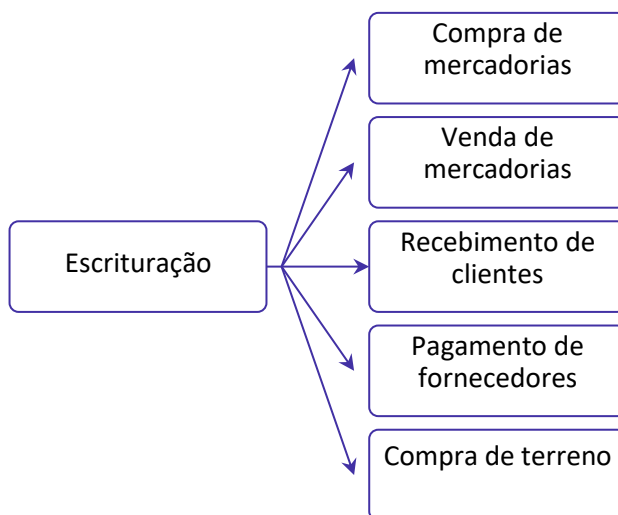 Compra de
mercadorias
Venda de
mercadorias
Escrituração
Recebimento de
clientes
Pagamento de
fornecedores
Compra de terreno